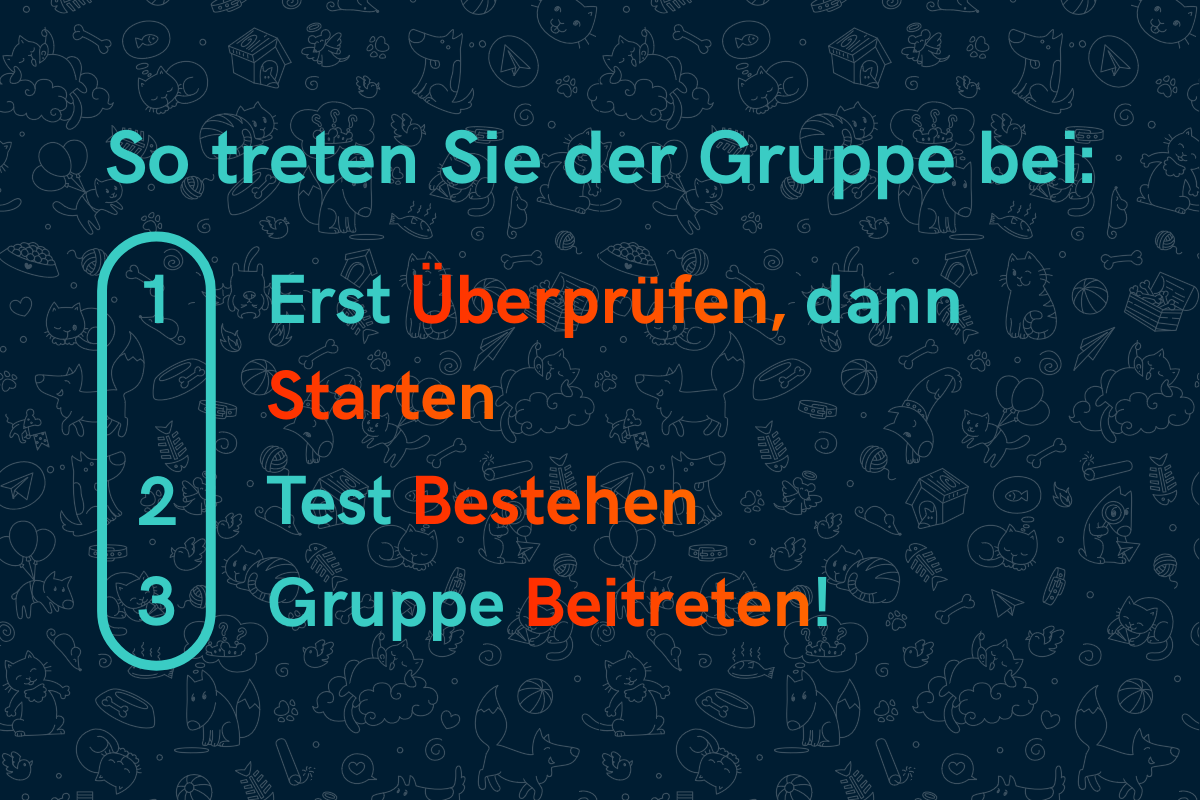 So treten Sie der Gruppe bei:
1 Erst Überprüfen, dann
Starten
2 Test Bestehen
3 Gruppe Beitreten!